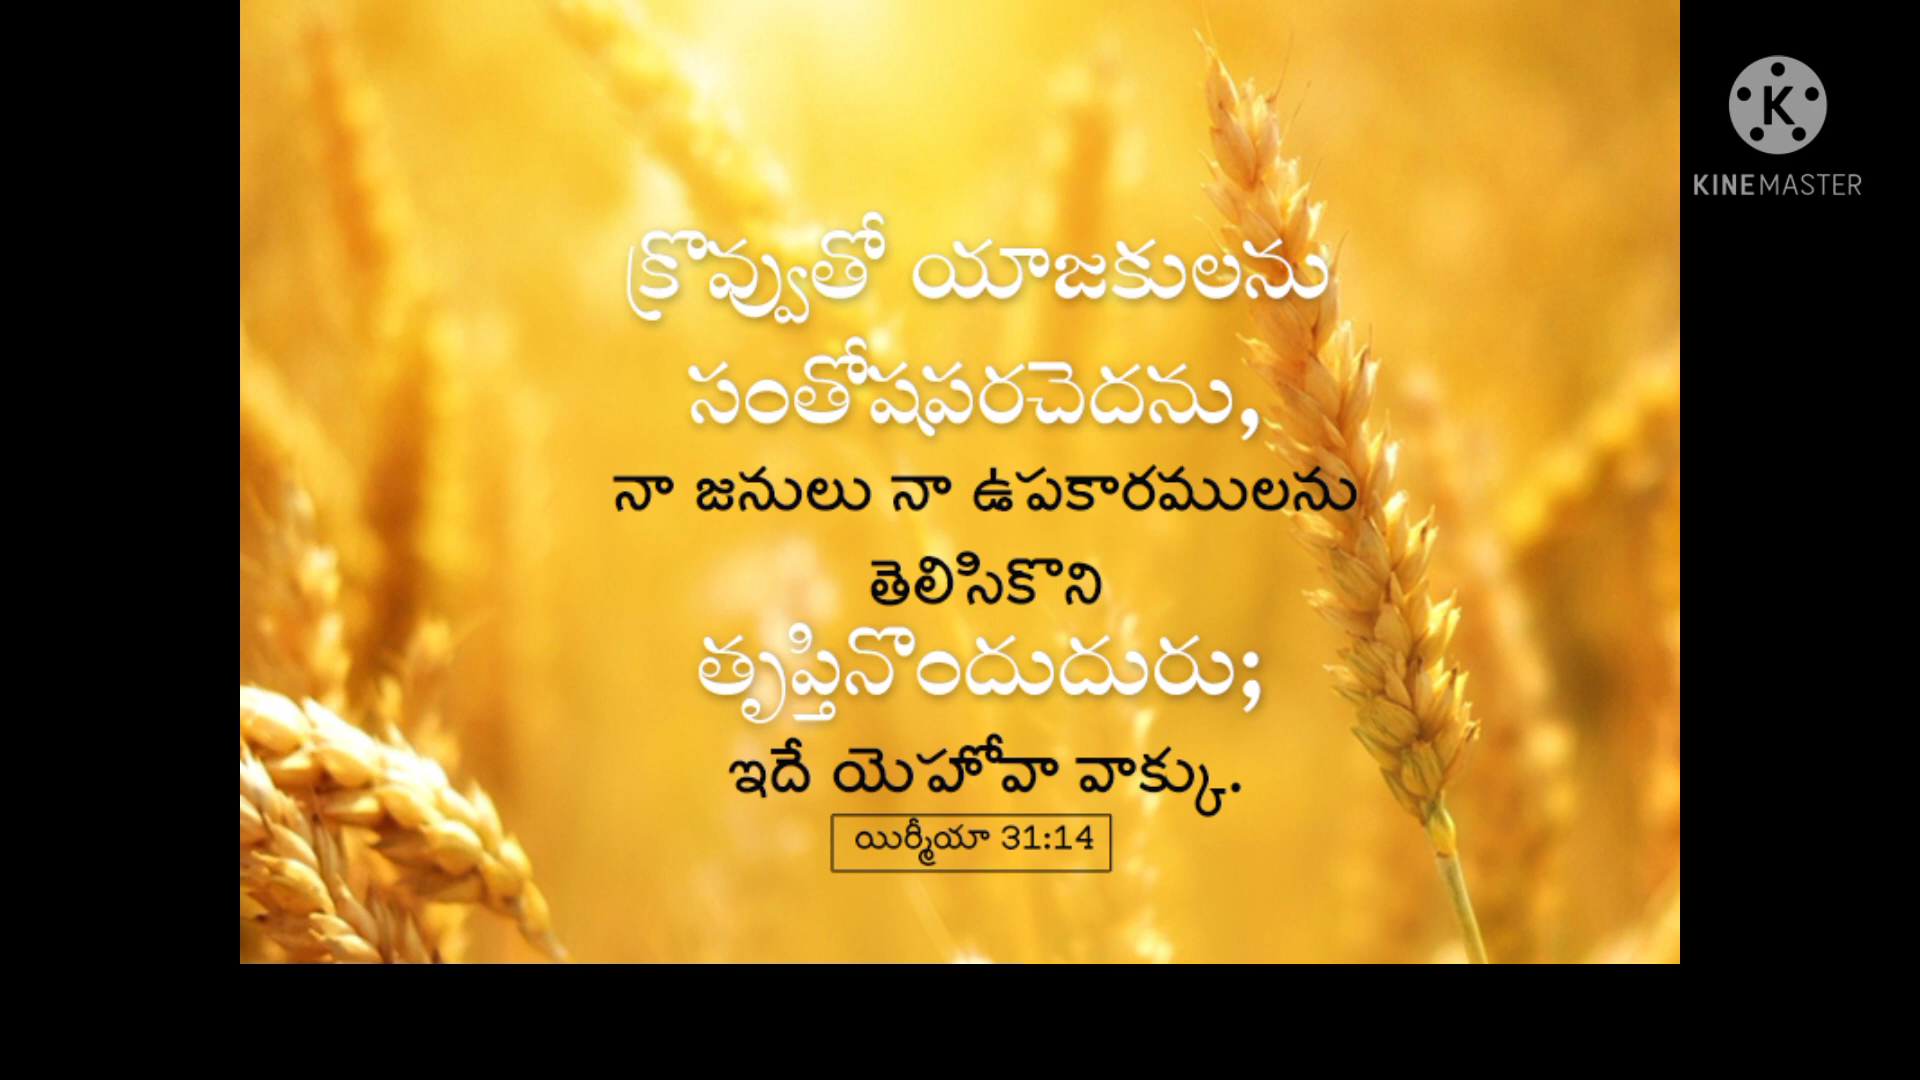 KINEMASTER
క్రొవ్వుతో యాజకులను
సంతోషపరచెదను,
నా జనులు నా ఉపకారములను
తెలిసికొని
తృప్తినొందుదురు;
ఇదే యెహోవా వాక్కు.
యిర్మీయా 31:14